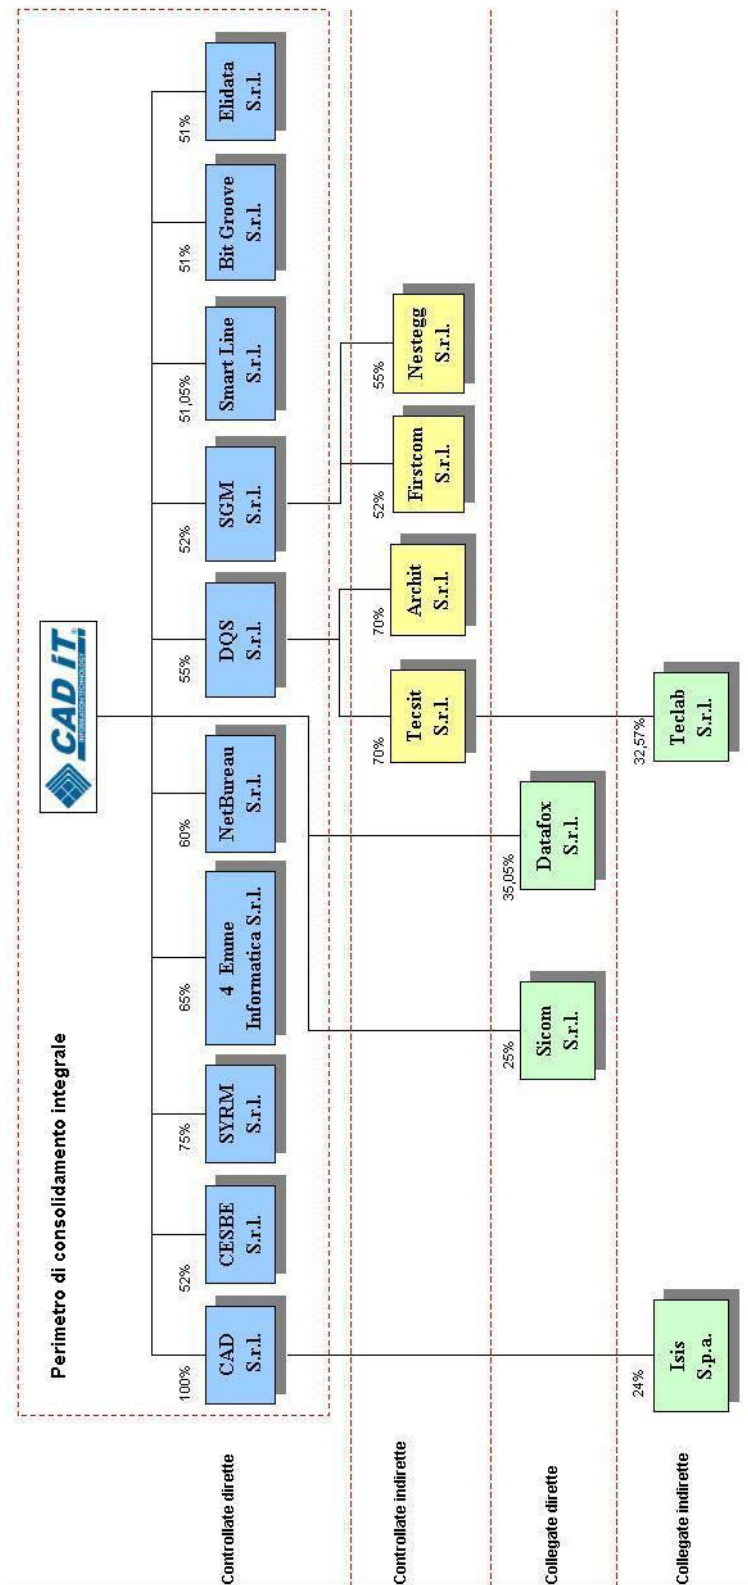 CAD iT®
INFORMATION TECHNOLOGY
Perimetro di consolidamento integrale
Controllate dirette
100%
CAD
S.r.l.
52%
CESBE
S.r.l.
75%
SYRM
S.r.l.
65%
4 Emme
Informatica S.r.l.
60%
NetBureau
S.r.l.
55%
DQS
S.r.l.
52%
SGM
S.r.l.
51,05%
Smart Line
S.r.l.
51%
Bit Groove
S.r.l.
51%
Elidata
S.r.l.
Controllate indirette
70%
Tecsit
S.r.l.
70%
Archit
S.r.l.
52%
Firstcom
S.r.l.
55%
Nestegg
S.r.l.
Collegate dirette
25%
Sicom
S.r.l.
35,05%
Datafox
S.r.l.
Collegate indirette
24%
Isis
S.p.a.
32,57%
Teclab
S.r.l.